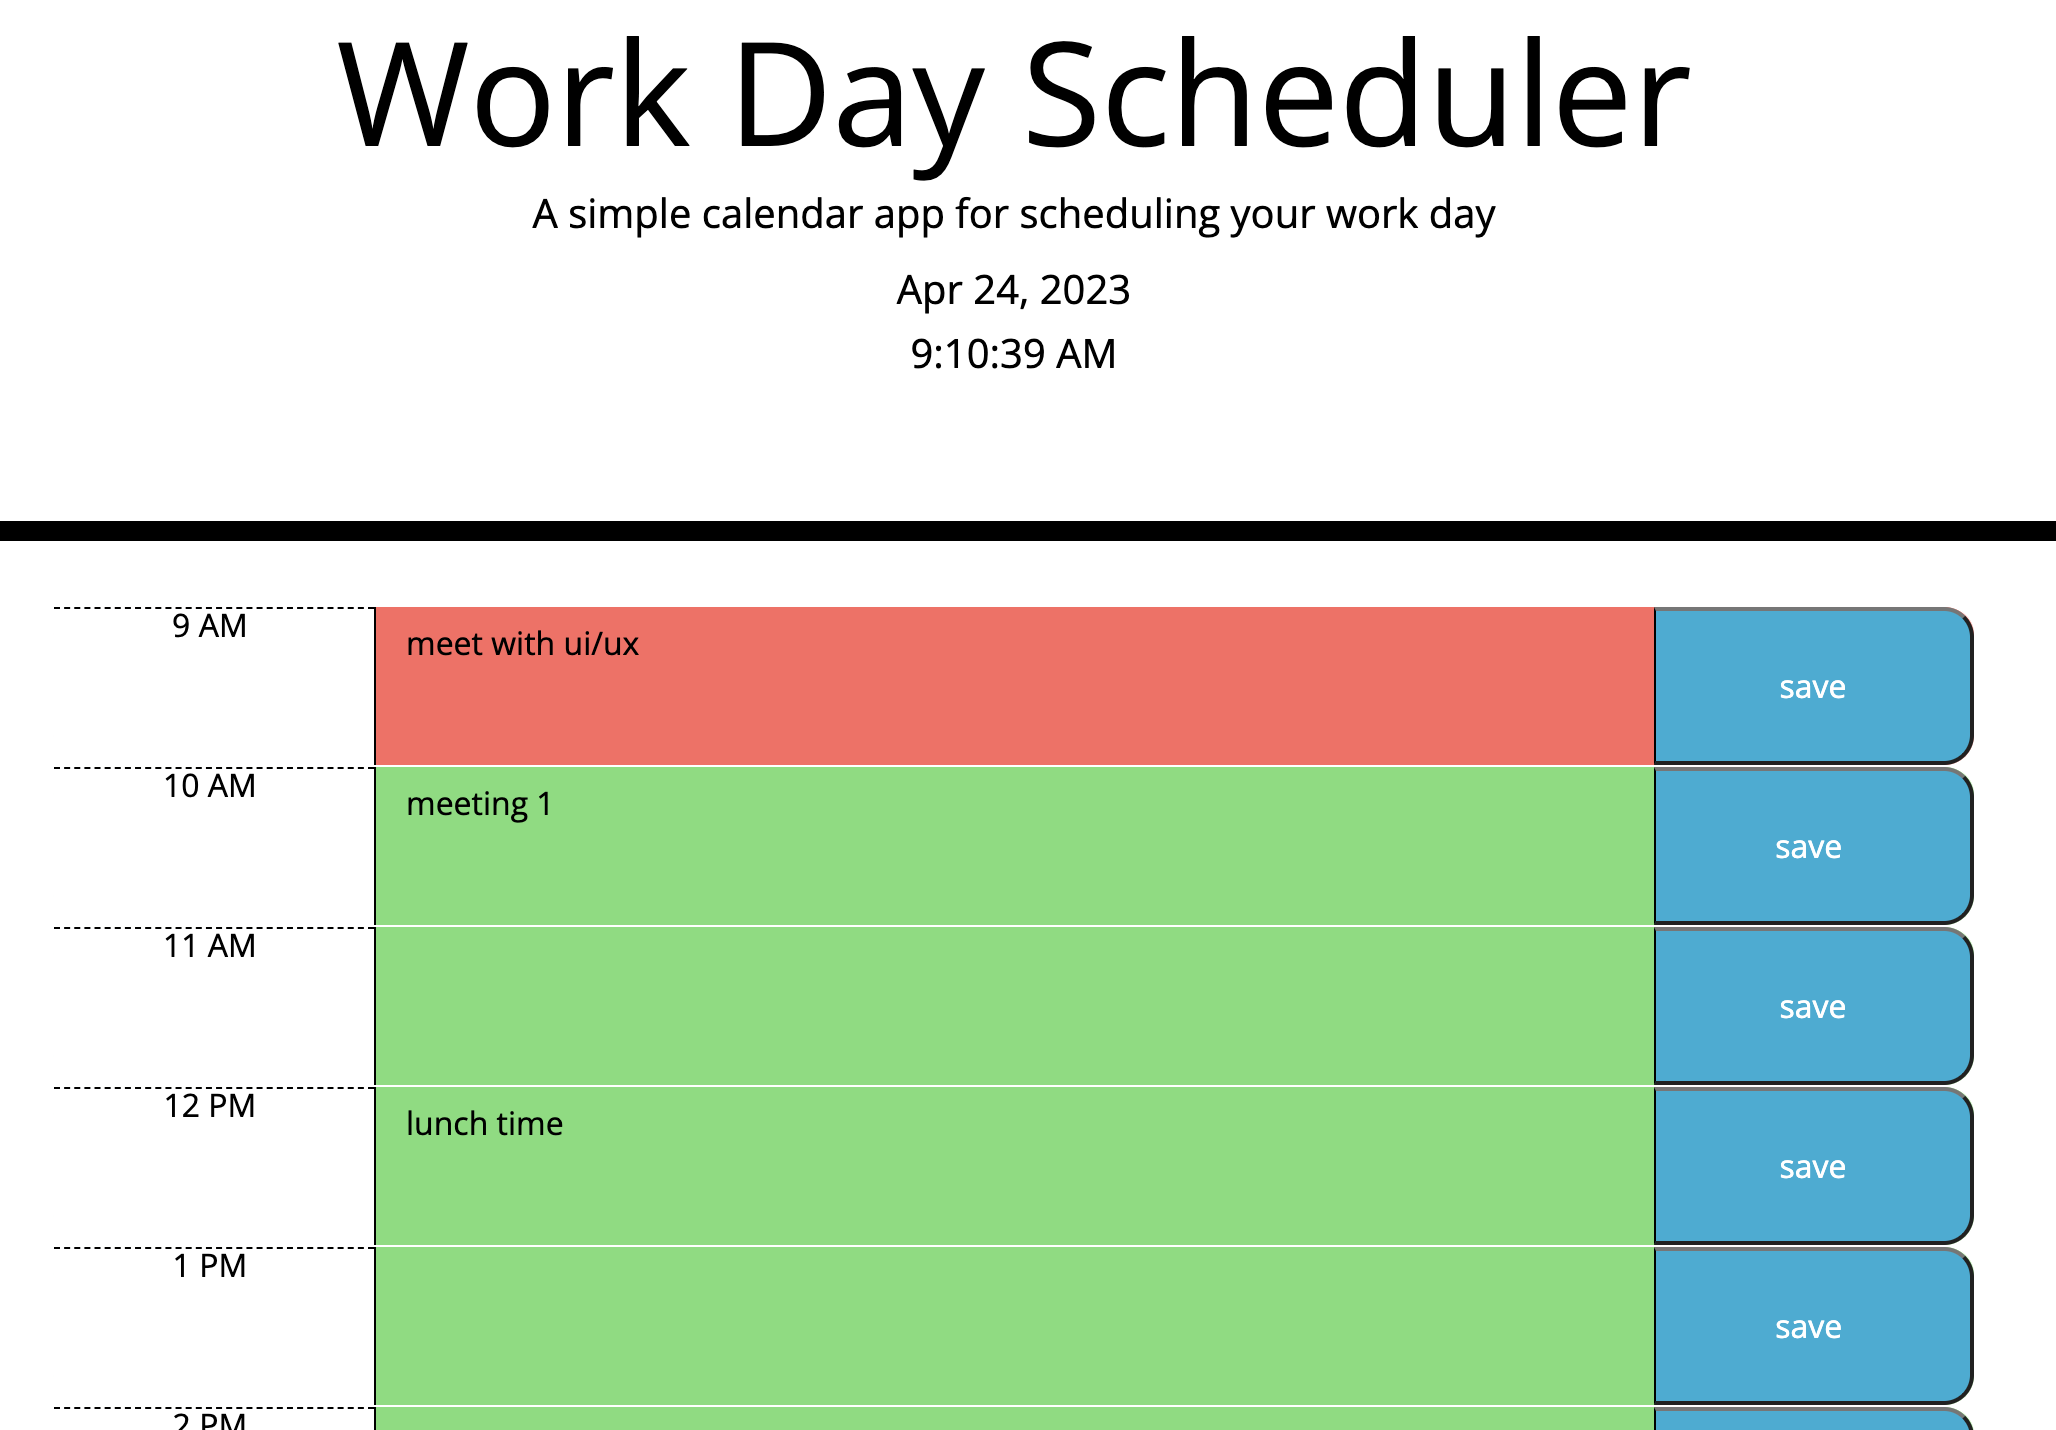 Work Day Scheduler
A simple calendar app for scheduling your work day
Apr 24, 2023
9:10:39 AM
9 AM
meet with ui/ux
save
10 AM
meeting 1
save
11 AM
save
12 PM
lunch time
save
1 PM
save
2 PM